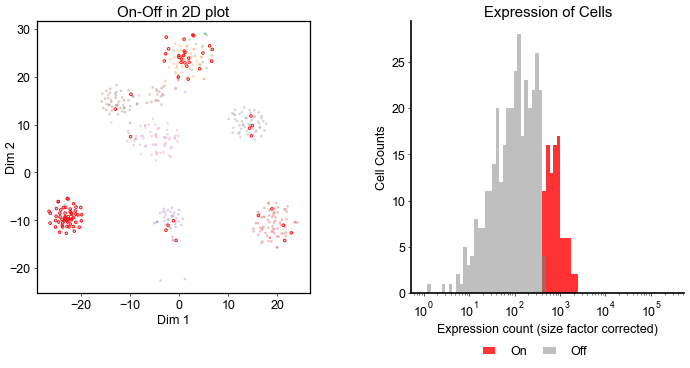 On-Off in 2D plot
30
20
10
0
−10
−20
Dim 2
−20
−10
0
10
20
Dim 1
Expression of Cells
25
20
15
10
5
0
Cell Counts
10^0
10^1
10^2
10^3
10^4
10^5
Expression count (size factor corrected)
On
Off